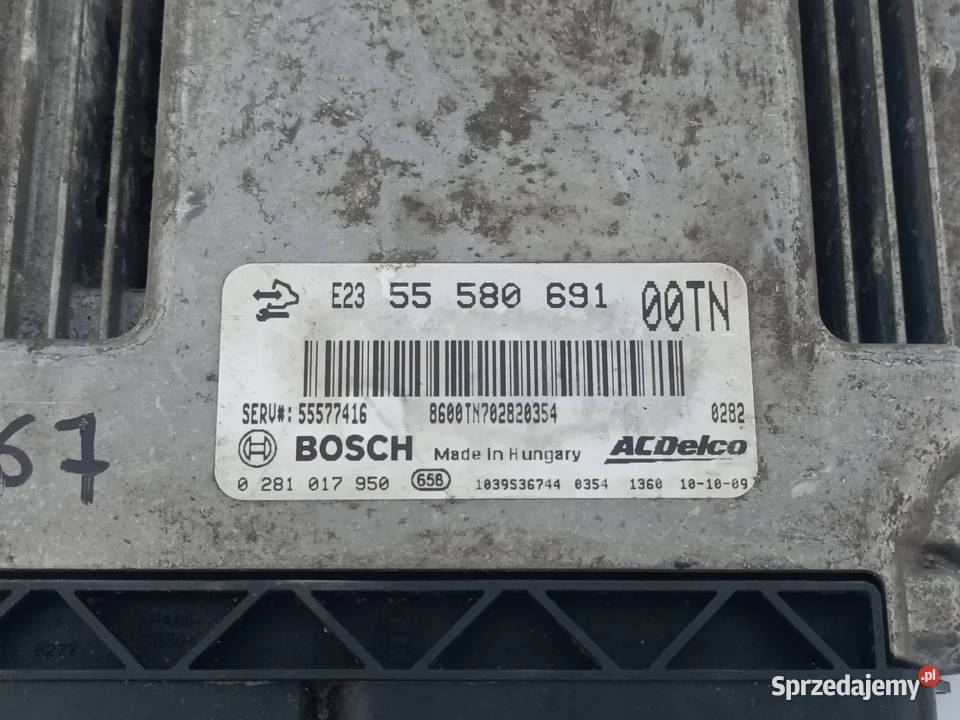 E23 55 580 691 00TN
SERV#: 55577416 8600TN702820354 0282
BOSCH Made in Hungary ACDelco
0 281 017 950 658 1039S36744 0354 1360 10-10-09
67
8277
Sprzedajemy.pl